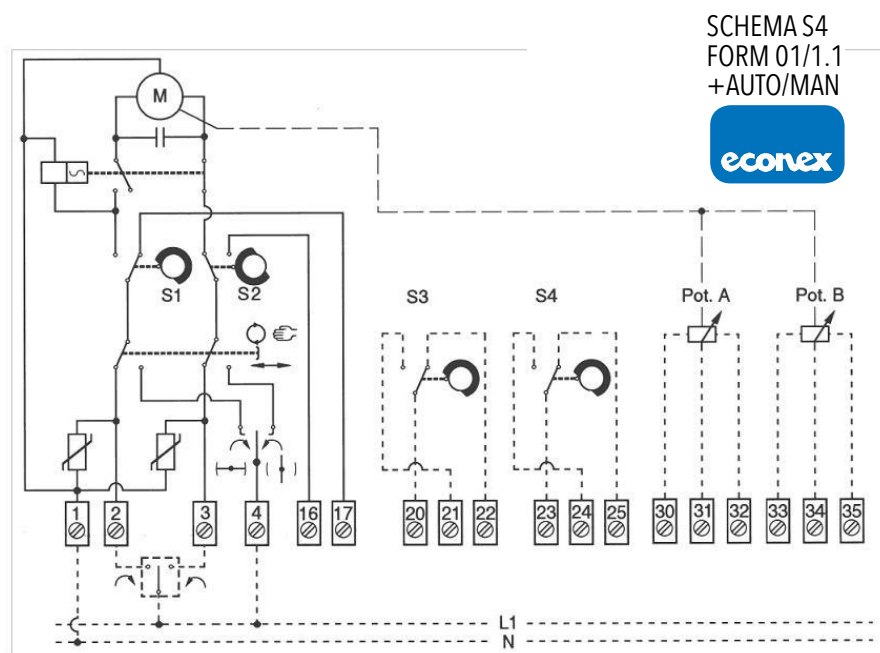 SCHEMA S4
FORM 01/1.1
+AUTO/MAN
econex
M
S1
S2
S3
S4
Pot. A
Pot. B
1 2 3 4 16 17 20 21 22 23 24 25 30 31 32 33 34 35
L1
N